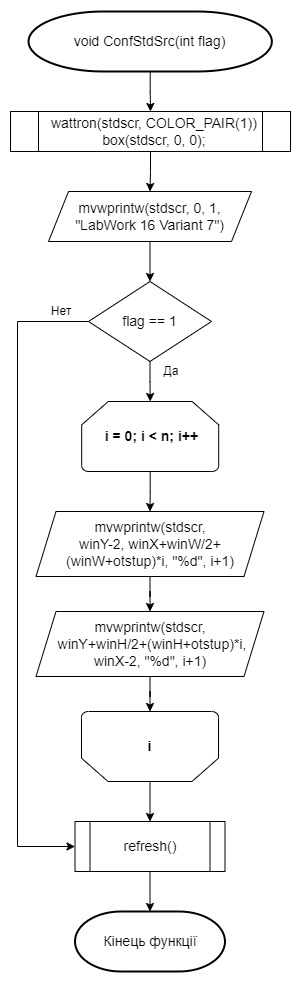 void ConfStdSrc(int flag)
wattron(stdscr, COLOR_PAIR(1))
box(stdscr, 0, 0);
mvwprintw(stdscr, 0, 1,
"LabWork 16 Variant 7")
Нет
flag == 1
Да
i = 0; i < n; i++
mvwprintw(stdscr,
winY-2, winX+winW/2+
(winW+otstup)*i, "%d", i+1)
mvwprintw(stdscr,
winY+winH/2+(winH+otstup)*i,
winX-2, "%d", i+1)
i
refresh()
Кінець функції